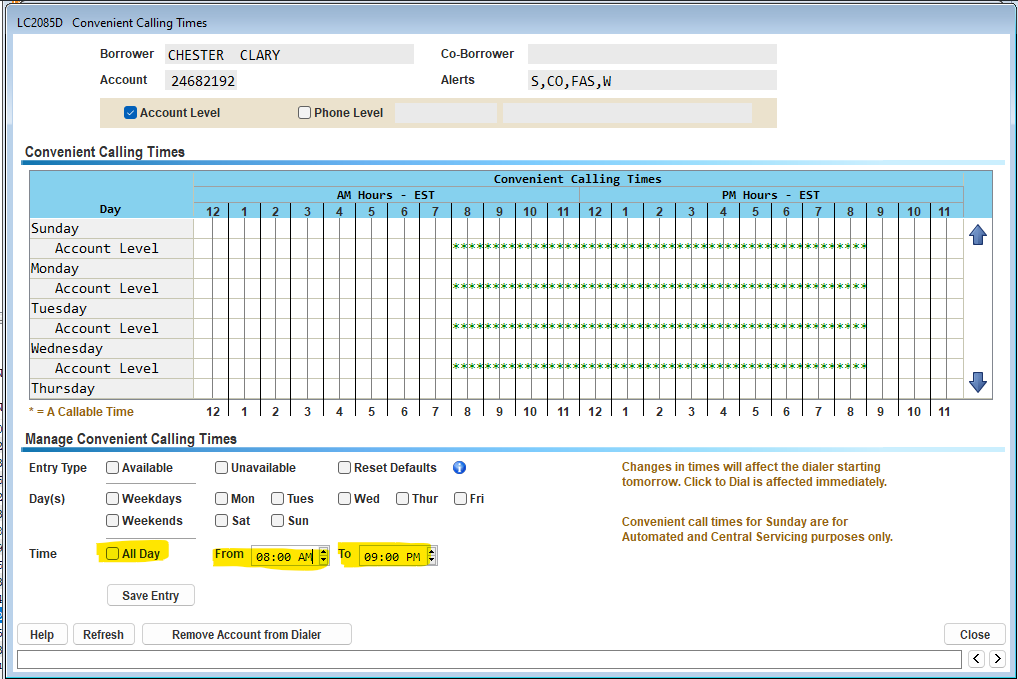 LC2085D Convenient Calling Times
Borrower CHESTER CLARY Co-Borrower
Account 24682192 Alerts S,CO,FAS,W
Account Level Phone Level
Convenient Calling Times
Convenient Calling Times
AM Hours - EST PM Hours - EST
Day 12 1 2 3 4 5 6 7 8 9 10 11 12 1 2 3 4 5 6 7 8 9 10 11
Sunday
Account Level ****************************************************
Monday
Account Level ****************************************************
Tuesday
Account Level ****************************************************
Wednesday
Account Level ****************************************************
Thursday
* = A Callable Time 12 1 2 3 4 5 6 7 8 9 10 11 12 1 2 3 4 5 6 7 8 9 10 11
Manage Convenient Calling Times
Entry Type Available Unavailable Reset Defaults i
Changes in times will affect the dialer starting
tomorrow. Click to Dial is affected immediately.
Day(s) Weekdays Mon Tues Wed Thur Fri
Weekends Sat Sun
Convenient call times for Sunday are for
Automated and Central Servicing purposes only.
Time All Day From 08:00 AM To 09:00 PM
Save Entry
Help Refresh Remove Account from Dialer Close